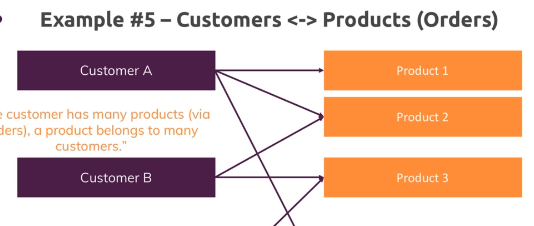 Example #5 – Customers <-> Products (Orders)
Customer A
Product 1
customer has many products (via
Product 2
a product belongs to many
customers.”
Customer B
Product 3